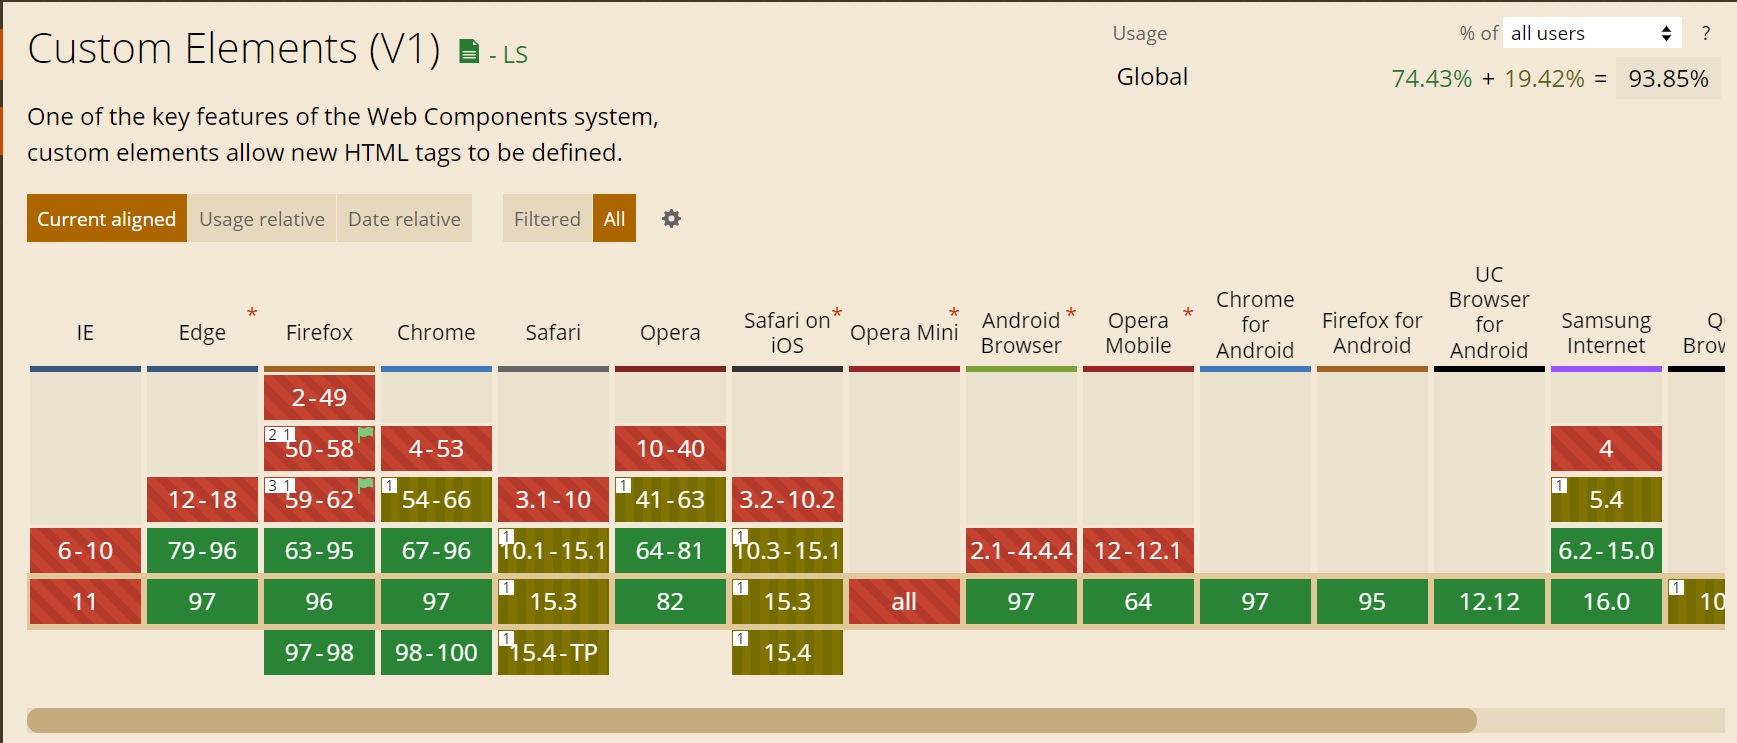 Custom Elements (V1) - LS
Usage % of all users ?
Global 74.43% + 19.42% = 93.85%
One of the key features of the Web Components system,
custom elements allow new HTML tags to be defined.
Current aligned Usage relative Date relative Filtered All
IE
Edge *
Firefox
Chrome
Safari
Opera
Safari on *
iOS
Opera Mini *
Android *
Browser
Opera *
Mobile
Chrome
for
Android
Firefox for
Android
UC
Browser
for
Android
Samsung
Internet
2-49
2 1 50-58 4-53 10-40 4
12-18 3 1 59-62 1 54-66 3.1-10 1 41-63 3.2-10.2 1 5.4
6-10 79-96 63-95 67-96 1 10.1-15.1 64-81 1 10.3-15.1 2.1-4.4.4 12-12.1 6.2-15.0
11 97 96 97 1 15.3 82 1 15.3 all 97 64 97 95 12.12 16.0 1 10
97-98 98-100 1 15.4-TP 1 15.4